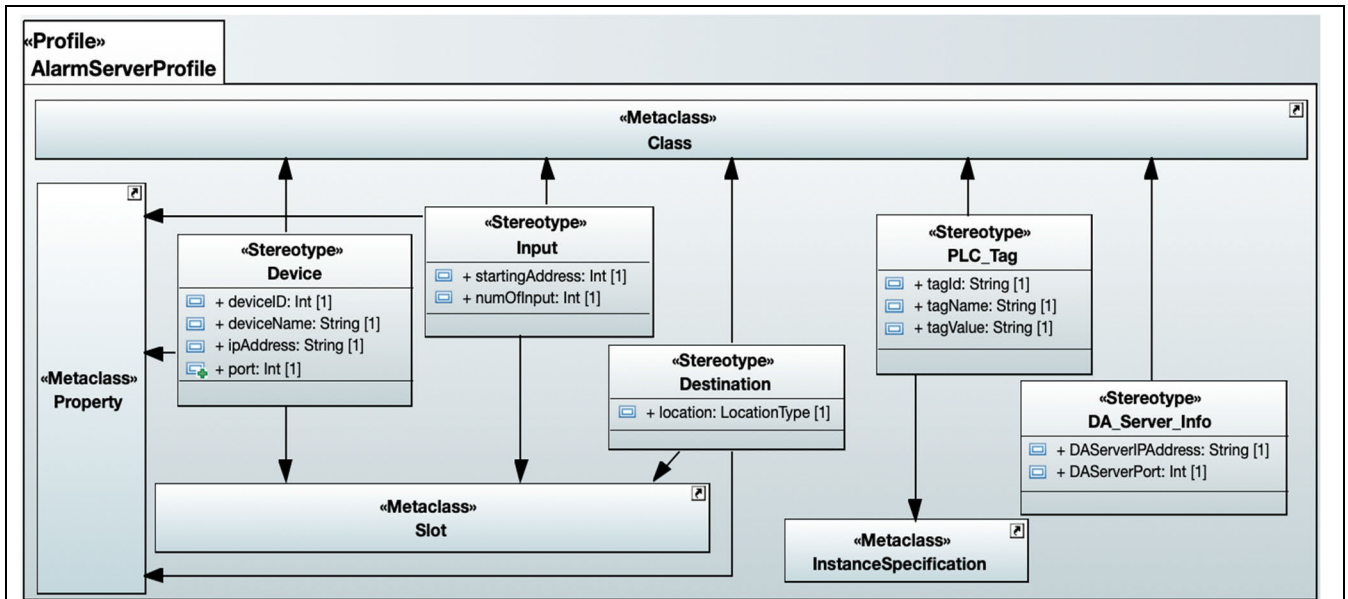 «Profile»
AlarmServerProfile
«Metaclass»
Class
«Metaclass»
Property
«Stereotype»
Device
+ deviceID: Int [1]
+ deviceName: String [1]
+ ipAddress: String [1]
+ port: Int [1]
«Stereotype»
Input
+ startingAddress: Int [1]
+ numOfInput: Int [1]
«Stereotype»
Destination
+ location: LocationType [1]
«Stereotype»
PLC_Tag
+ tagId: String [1]
+ tagName: String [1]
+ tagValue: String [1]
«Stereotype»
DA_Server_Info
+ DAServerIPAddress: String [1]
+ DAServerPort: Int [1]
«Metaclass»
Slot
«Metaclass»
InstanceSpecification